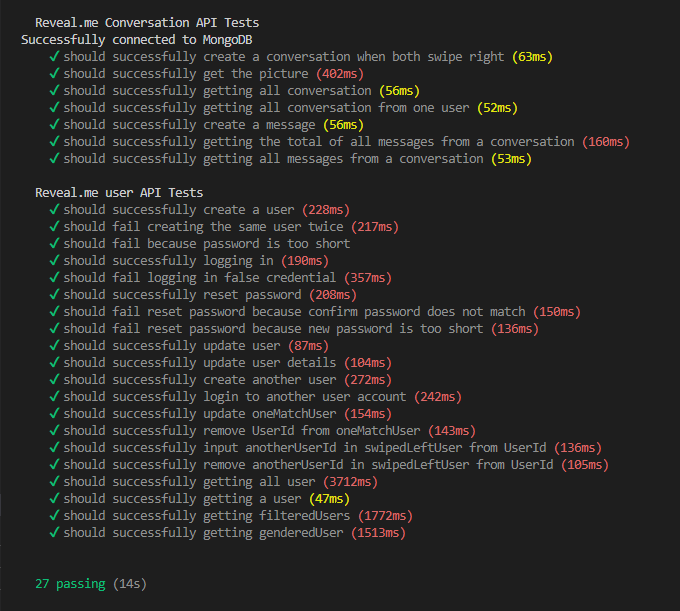 Reveal.me Conversation API Tests
Successfully connected to MongoDB
✓ should successfully create a conversation when both swipe right (63ms)
✓ should successfully get the picture (402ms)
✓ should successfully getting all conversation (56ms)
✓ should successfully getting all conversation from one user (52ms)
✓ should successfully create a message (56ms)
✓ should successfully getting the total of all messages from a conversation (160ms)
✓ should successfully getting all messages from a conversation (53ms)
Reveal.me user API Tests
✓ should successfully create a user (228ms)
✓ should fail creating the same user twice (217ms)
✓ should fail because password is too short
✓ should successfully logging in (190ms)
✓ should fail logging in false credential (357ms)
✓ should successfully reset password (208ms)
✓ should fail reset password because confirm password does not match (150ms)
✓ should fail reset password because new password is too short (136ms)
✓ should successfully update user (87ms)
✓ should successfully update user details (104ms)
✓ should successfully create another user (272ms)
✓ should successfully login to another user account (242ms)
✓ should successfully update oneMatchUser (154ms)
✓ should successfully remove UserId from oneMatchUser (143ms)
✓ should successfully input anotherUserId in swipedLeftUser from UserId (136ms)
✓ should successfully remove anotherUserId in swipedLeftUser from UserId (105ms)
✓ should successfully getting all user (3712ms)
✓ should successfully getting a user (47ms)
✓ should successfully getting filteredUsers (1772ms)
✓ should successfully getting genderedUser (1513ms)
27 passing (14s)